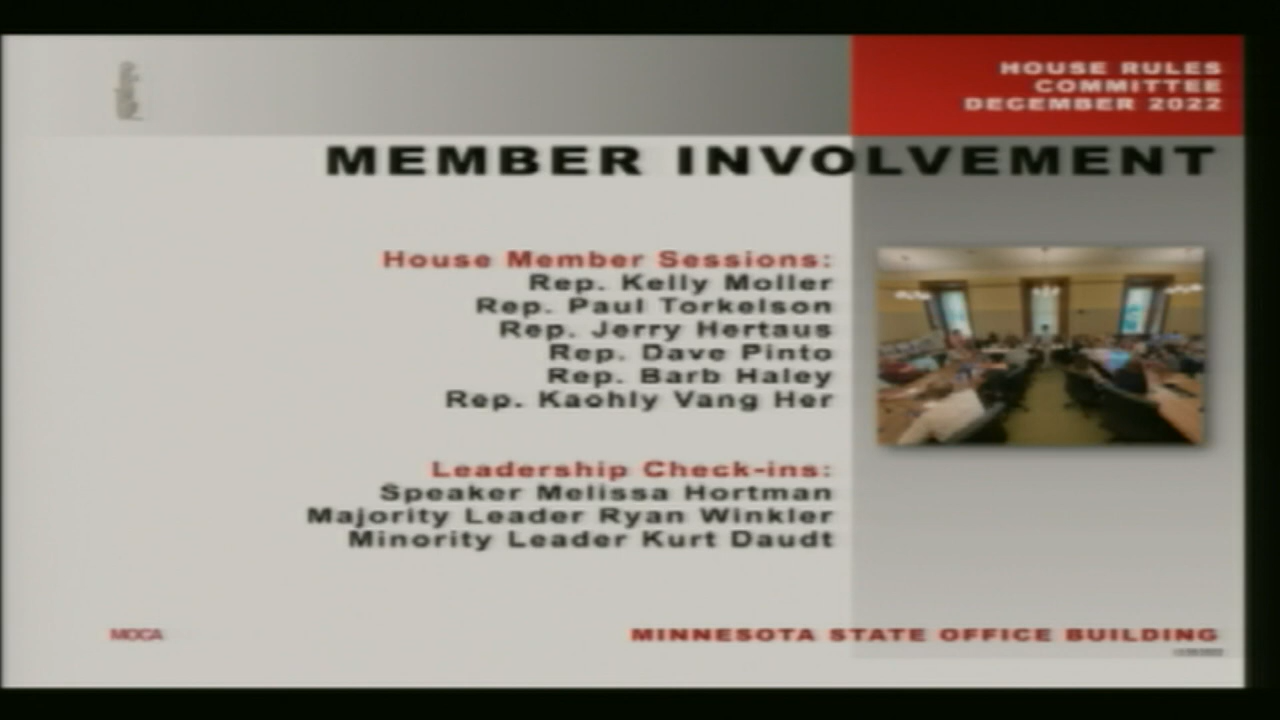 HOUSE RULES
COMMITTEE
DECEMBER 2022
MEMBER INVOLVEMENT
House Member Sessions:
Rep. Kelly Moller
Rep. Paul Torkelson
Rep. Jerry Hertaus
Rep. Dave Pinto
Rep. Barb Haley
Rep. Kaohly Vang Her
Leadership Check-ins:
Speaker Melissa Hortman
Majority Leader Ryan Winkler
Minority Leader Kurt Daudt
MOCA
MINNESOTA STATE OFFICE BUILDING